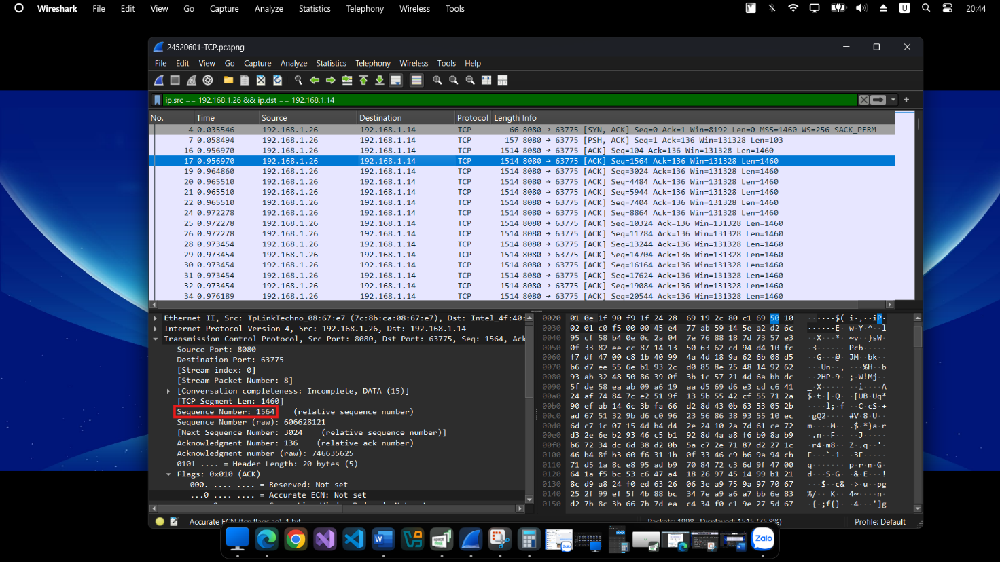 Wireshark File Edit View Go Capture Analyze Statistics Telephony Wireless Tools U 20:44
24520601-TCP.pcapng
File Edit View Go Capture Analyze Statistics Telephony Wireless Tools Help
ip.src == 192.168.1.26 && ip.dst == 192.168.1.14
No. Time Source Destination Protocol Length Info
4 0.035546 192.168.1.26 192.168.1.14 TCP 66 8080 → 63775 [SYN, ACK] Seq=0 Ack=1 Win=8192 Len=0 MSS=1460 WS=256 SACK_PERM
7 0.058494 192.168.1.26 192.168.1.14 TCP 157 8080 → 63775 [PSH, ACK] Seq=1 Ack=136 Win=131328 Len=103
16 0.956970 192.168.1.26 192.168.1.14 TCP 1514 8080 → 63775 [ACK] Seq=104 Ack=136 Win=131328 Len=1460
17 0.956970 192.168.1.26 192.168.1.14 TCP 1514 8080 → 63775 [ACK] Seq=1564 Ack=136 Win=131328 Len=1460
19 0.964860 192.168.1.26 192.168.1.14 TCP 1514 8080 → 63775 [ACK] Seq=3024 Ack=136 Win=131328 Len=1460
20 0.965510 192.168.1.26 192.168.1.14 TCP 1514 8080 → 63775 [ACK] Seq=4484 Ack=136 Win=131328 Len=1460
21 0.965510 192.168.1.26 192.168.1.14 TCP 1514 8080 → 63775 [ACK] Seq=5944 Ack=136 Win=131328 Len=1460
22 0.965510 192.168.1.26 192.168.1.14 TCP 1514 8080 → 63775 [ACK] Seq=7404 Ack=136 Win=131328 Len=1460
24 0.972278 192.168.1.26 192.168.1.14 TCP 1514 8080 → 63775 [ACK] Seq=8864 Ack=136 Win=131328 Len=1460
25 0.972278 192.168.1.26 192.168.1.14 TCP 1514 8080 → 63775 [ACK] Seq=10324 Ack=136 Win=131328 Len=1460
26 0.972278 192.168.1.26 192.168.1.14 TCP 1514 8080 → 63775 [ACK] Seq=11784 Ack=136 Win=131328 Len=1460
28 0.973454 192.168.1.26 192.168.1.14 TCP 1514 8080 → 63775 [ACK] Seq=13244 Ack=136 Win=131328 Len=1460
29 0.973454 192.168.1.26 192.168.1.14 TCP 1514 8080 → 63775 [ACK] Seq=14704 Ack=136 Win=131328 Len=1460
30 0.973454 192.168.1.26 192.168.1.14 TCP 1514 8080 → 63775 [ACK] Seq=16164 Ack=136 Win=131328 Len=1460
31 0.973454 192.168.1.26 192.168.1.14 TCP 1514 8080 → 63775 [ACK] Seq=17624 Ack=136 Win=131328 Len=1460
32 0.973454 192.168.1.26 192.168.1.14 TCP 1514 8080 → 63775 [ACK] Seq=19084 Ack=136 Win=131328 Len=1460
34 0.976189 192.168.1.26 192.168.1.14 TCP 1514 8080 → 63775 [ACK] Seq=20544 Ack=136 Win=131328 Len=1460
Ethernet II, Src: TpLinkTechno_08:67:e7 (7c:8b:ca:08:67:e7), Dst: Intel_4f:40:
Internet Protocol Version 4, Src: 192.168.1.26, Dst: 192.168.1.14
Transmission Control Protocol, Src Port: 8080, Dst Port: 63775, Seq: 1564, Ack
Source Port: 8080
Destination Port: 63775
[Stream index: 0]
[Stream Packet Number: 8]
[Conversation completeness: Incomplete, DATA (15)]
[TCP Segment Len: 1460]
Sequence Number: 1564 (relative sequence number)
Sequence Number (raw): 606628121
[Next Sequence Number: 3024 (relative sequence number)]
Acknowledgment Number: 136 (relative ack number)
Acknowledgment number (raw): 746635625
0101 .... = Header Length: 20 bytes (5)
Flags: 0x010 (ACK)
000. .... .... = Reserved: Not set
...0 .... .... = Accurate ECN: Not set
0020 01 0e 1f 90 f9 1f 24 28 69 19 2c 80 c1 69 50 10
0030 02 01 c0 f5 00 00 45 e4 77 ab 59 14 5e a2 d2 6c
0040 95 cf 58 b4 0e 0c 2a 04 7e 76 88 18 7d 73 57 e3
0050 0f 33 82 ee cc 87 14 13 50 63 62 cd 94 d4 10 fc
0060 f7 df 47 00 c8 1b 40 99 4a 4d 18 9a 62 6b 08 d5
0070 b6 d7 ee 55 6e b1 93 2c d0 85 8e 25 48 14 92 62
0080 93 ab 32 48 50 86 39 0f 3b 1c 57 21 4d 6a bb dc
0090 5f de 58 ea ab 09 a6 19 aa d5 69 d6 e3 cd c6 41
00a0 24 af 74 84 7c e2 51 9f 13 5b 55 42 cf 55 71 2a
00b0 90 ef ab 14 6c 3b fa 66 d2 8d 43 0b 63 53 05 2b
00c0 ad 67 51 32 9b d6 c0 96 23 56 86 38 93 55 10 ec
00d0 6d c7 1c 07 15 4d b4 d4 2e 24 10 2a 7d 61 ce 72
00e0 d3 2e 6e b2 93 46 c5 b1 92 8d 4a a8 f6 b0 8a b9
00f0 b6 72 34 dc 6d 38 d2 0b 5a c7 2e 71 87 d2 27 1c
0100 46 b4 8f b3 60 f6 31 1b 0f 33 46 c9 b6 9a 94 cb
0110 71 d5 1a 8c e8 95 ad b9 70 84 72 c3 6d 9f 47 00
0120 64 1a f5 bc 53 c6 47 a4 18 26 97 45 14 99 b1 21
0130 8c d9 a8 24 f0 ed 63 26 06 3e a9 75 9a 97 70 67
0140 25 2f 99 ef 5f 4b 88 bc 34 7e a9 a6 a7 bb 6e 83
0150 d2 7b 8c 3b 66 7b 7d ea c4 34 f0 c1 9e 27 5d 67
Accurate ECN (tcp.flags.ae), 1 bit Packets: 1998 Displayed: 1515 (75.8%) Profile: Default
Zalo